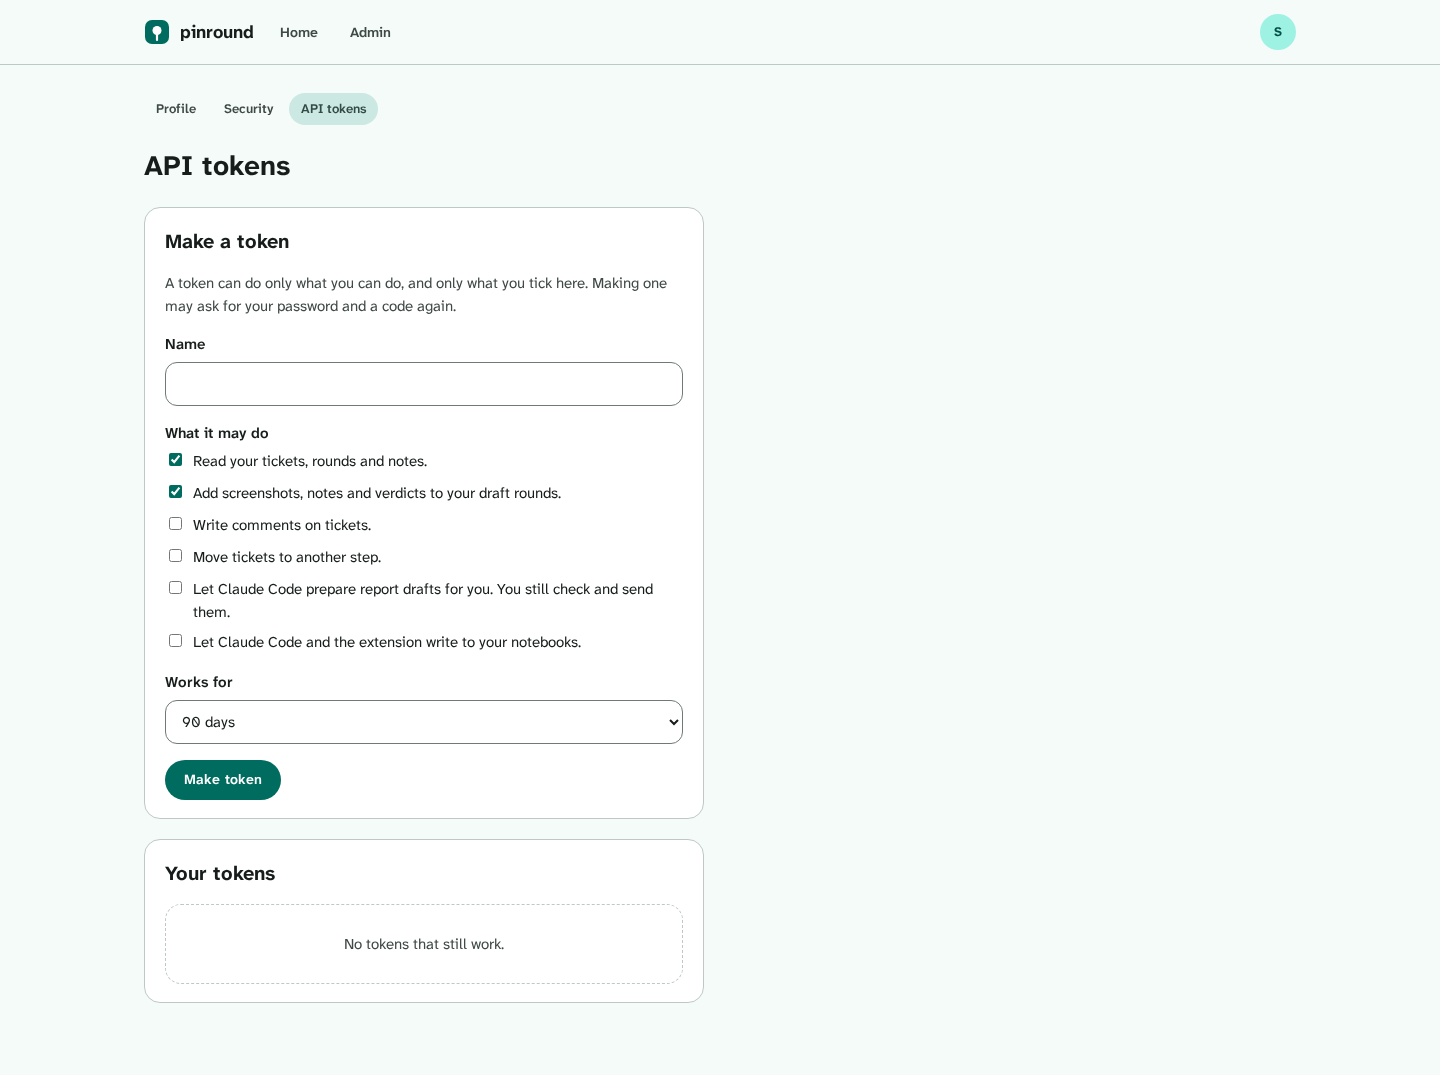 pinround
Home
Admin
S
Profile
Security
API tokens
API tokens
Make a token
A token can do only what you can do, and only what you tick here. Making one
may ask for your password and a code again.
Name
What it may do
Read your tickets, rounds and notes.
Add screenshots, notes and verdicts to your draft rounds.
Write comments on tickets.
Move tickets to another step.
Let Claude Code prepare report drafts for you. You still check and send
them.
Let Claude Code and the extension write to your notebooks.
Works for
90 days
Make token
Your tokens
No tokens that still work.